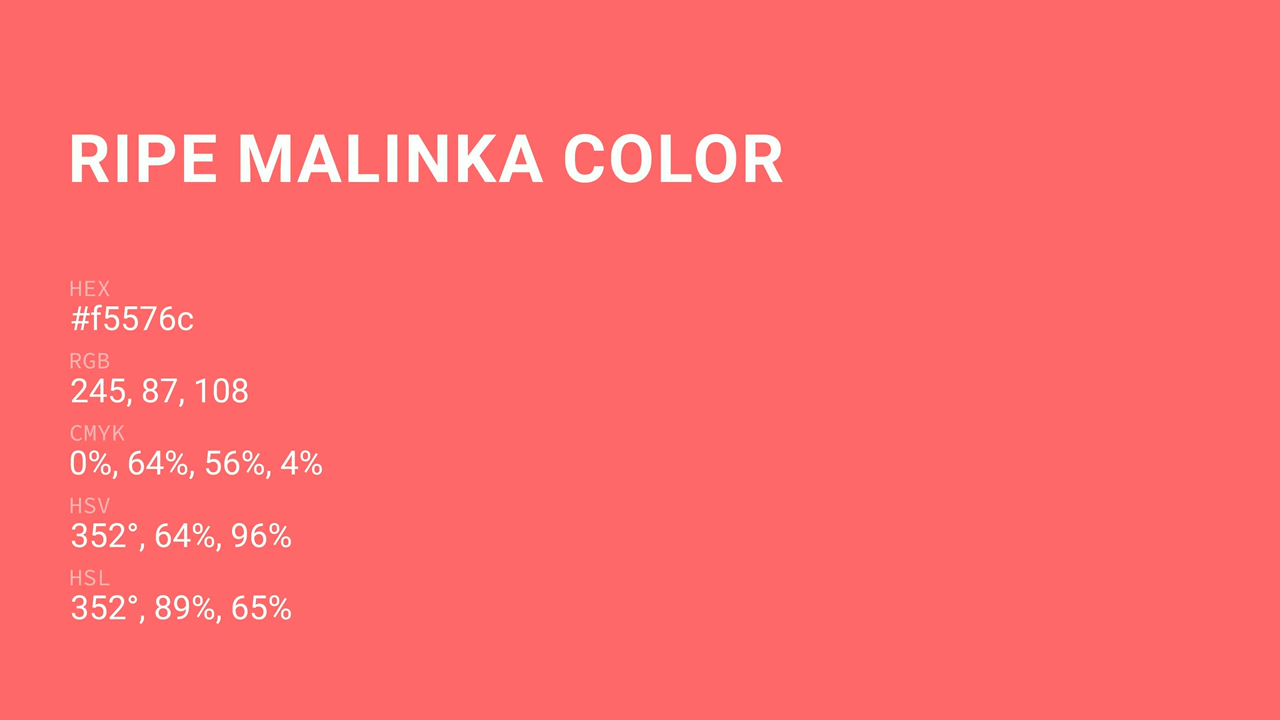 RIPE MALINKA COLOR
HEX
#f5576c
RGB
245, 87, 108
CMYK
0%, 64%, 56%, 4%
HSV
352°, 64%, 96%
HSL
352°, 89%, 65%